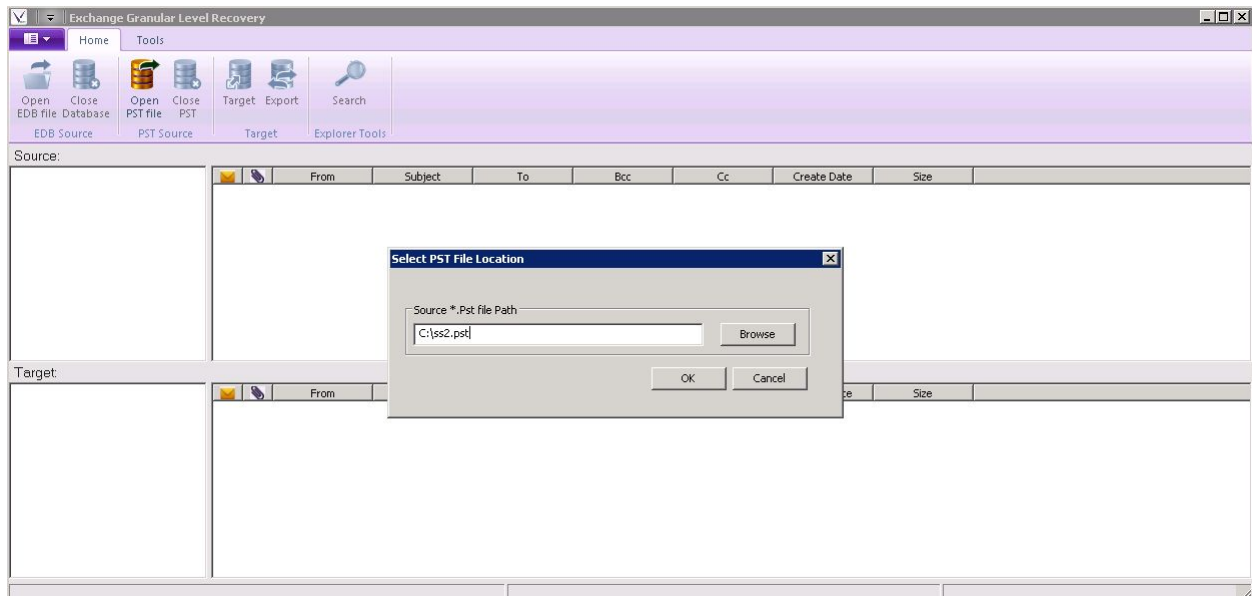 Exchange Granular Level Recovery
Home Tools
Open EDB file Close Database Open PST file Close PST Target Export Search
EDB Source PST Source Target Explorer Tools
Source:
From Subject To Bcc Cc Create Date Size
Select PST File Location
Source *.Pst file Path
C:\ss2.pst Browse
OK Cancel
Target:
From Size